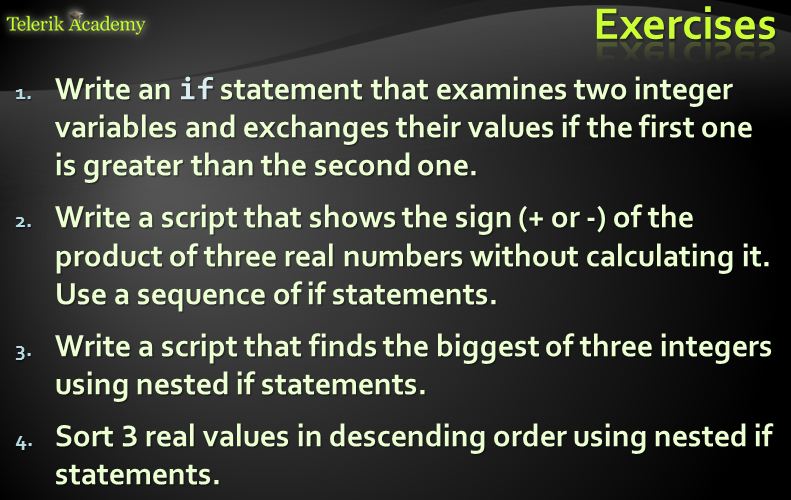 Telerik Academy
Exercises
1. Write an if statement that examines two integer
variables and exchanges their values if the first one
is greater than the second one.
2. Write a script that shows the sign (+ or -) of the
product of three real numbers without calculating it.
Use a sequence of if statements.
3. Write a script that finds the biggest of three integers
using nested if statements.
4. Sort 3 real values in descending order using nested if
statements.